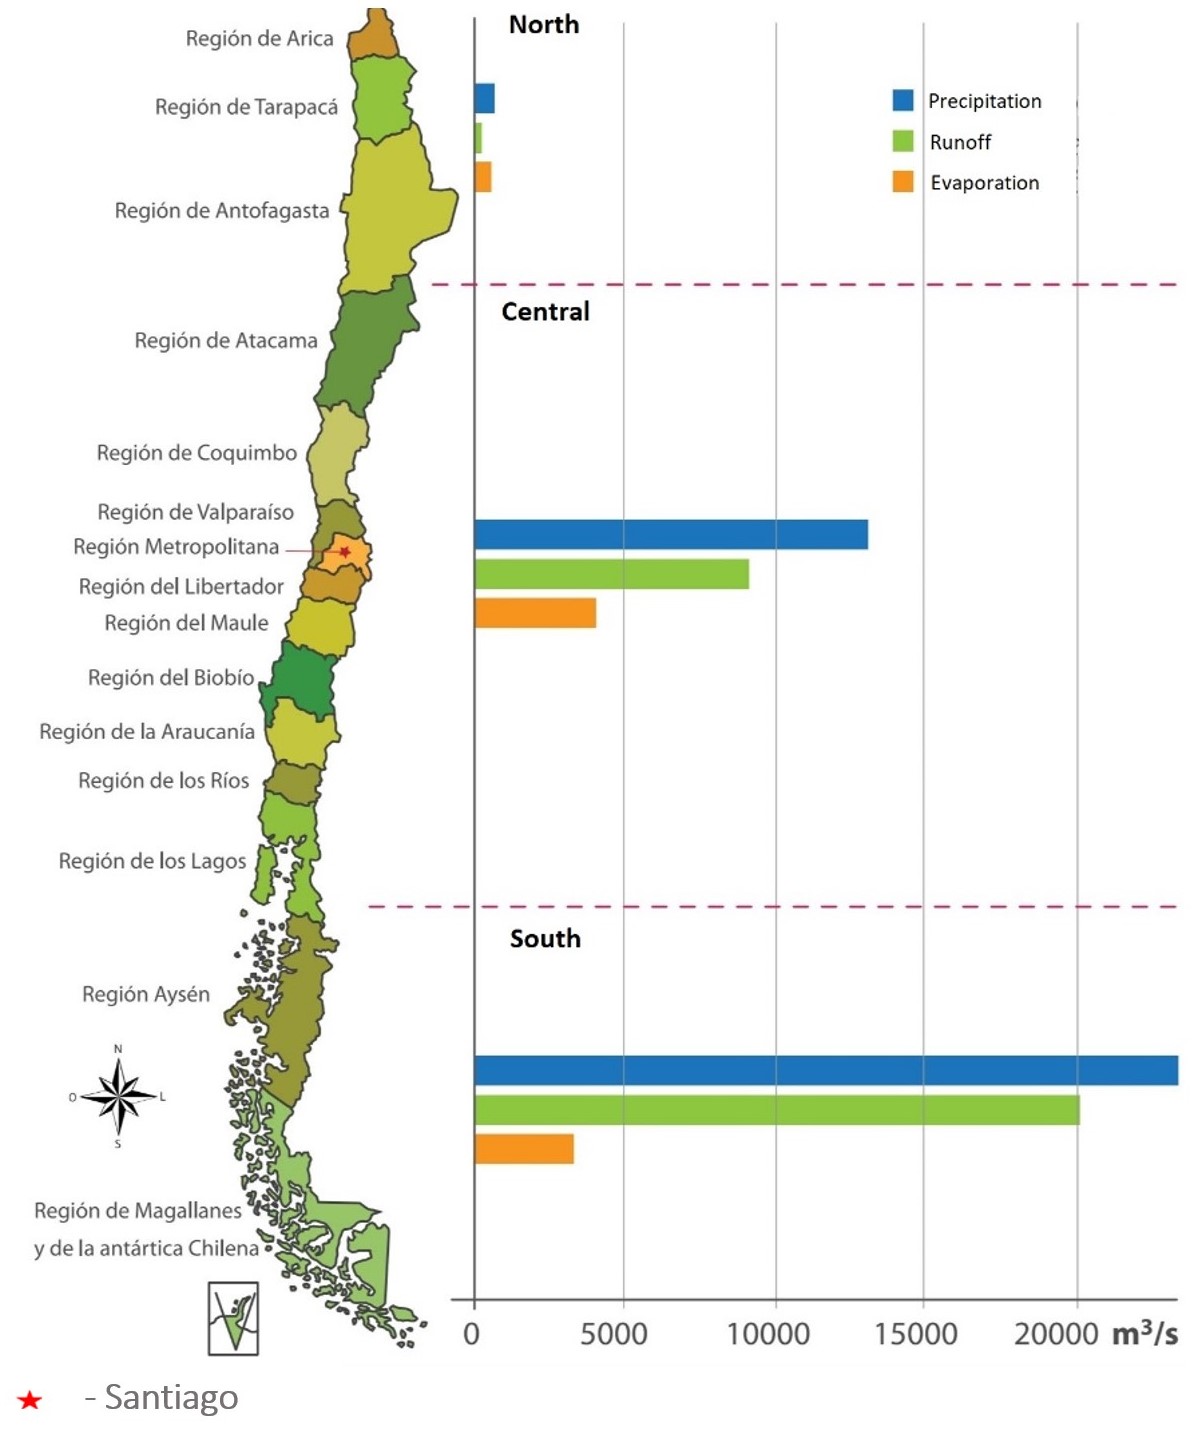 North
Región de Arica
Precipitation
Región de Tarapacá
Runoff
Evaporation
Región de Antofagasta
Central
Región de Atacama
Región de Coquimbo
Región de Valparaíso
Región Metropolitana
Región del Libertador
Región del Maule
Región del Biobío
Región de la Araucanía
Región de los Ríos
Región de los Lagos
South
Región Aysén
N
O L
S
Región de Magallanes
y de la antártica Chilena
0 5000 10000 15000 20000 m³/s
- Santiago